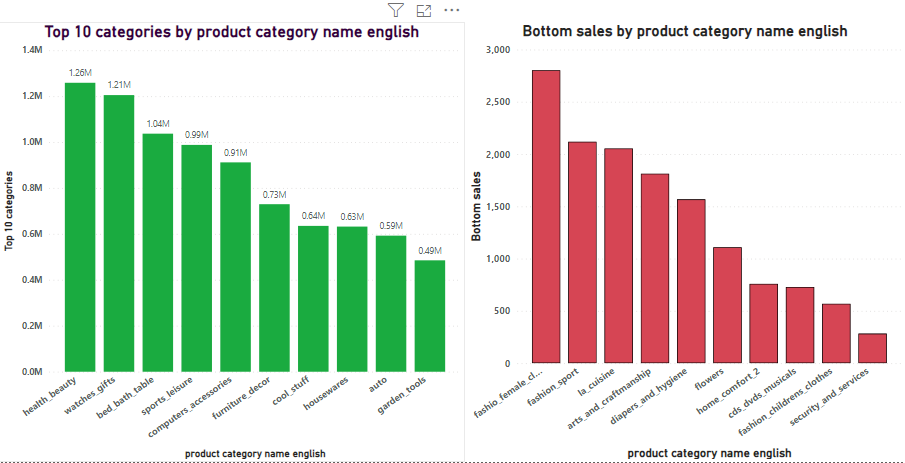 Top 10 categories by product category name english
Top 10 categories
1.4M
1.2M
1.0M
0.8M
0.6M
0.4M
0.2M
0.0M
1.26M
1.21M
1.04M
0.99M
0.91M
0.73M
0.64M
0.63M
0.59M
0.49M
health_beauty
watches_gifts
bed_bath_table
sports_leisure
computers_accessories
furniture_decor
cool_stuff
housewares
auto
garden_tools
product category name english
Bottom sales by product category name english
Bottom sales
3,000
2,500
2,000
1,500
1,000
500
0
fashio_female_cl...
fashion_sport
la_cuisine
arts_and_craftmanship
diapers_and_hygiene
flowers
home_comfort_2
cds_dvds_musicals
fashion_childrens_clothes
security_and_services
product category name english